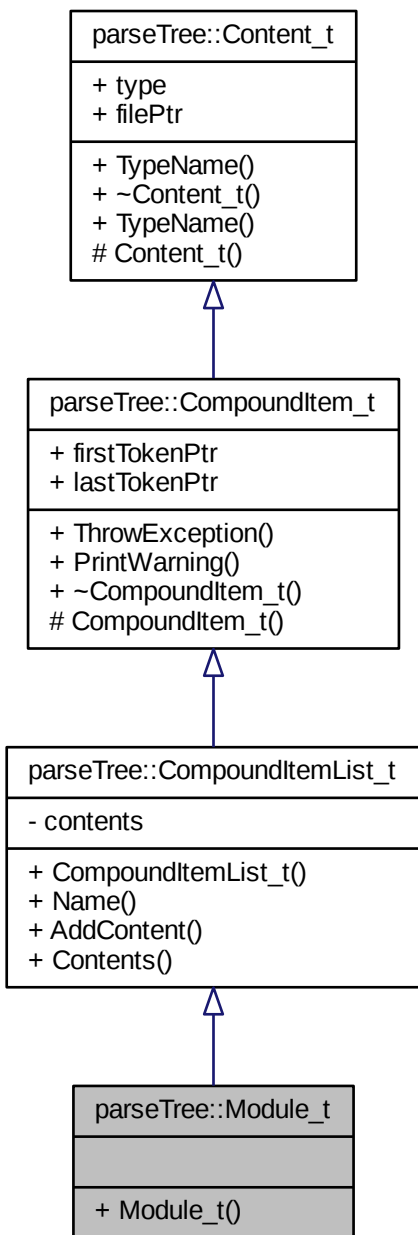 parseTree::Content_t
+ type
+ filePtr
+ TypeName()
+ ~Content_t()
+ TypeName()
# Content_t()
parseTree::CompoundItem_t
+ firstTokenPtr
+ lastTokenPtr
+ ThrowException()
+ PrintWarning()
+ ~CompoundItem_t()
# CompoundItem_t()
parseTree::CompoundItemList_t
- contents
+ CompoundItemList_t()
+ Name()
+ AddContent()
+ Contents()
parseTree::Module_t
+ Module_t()